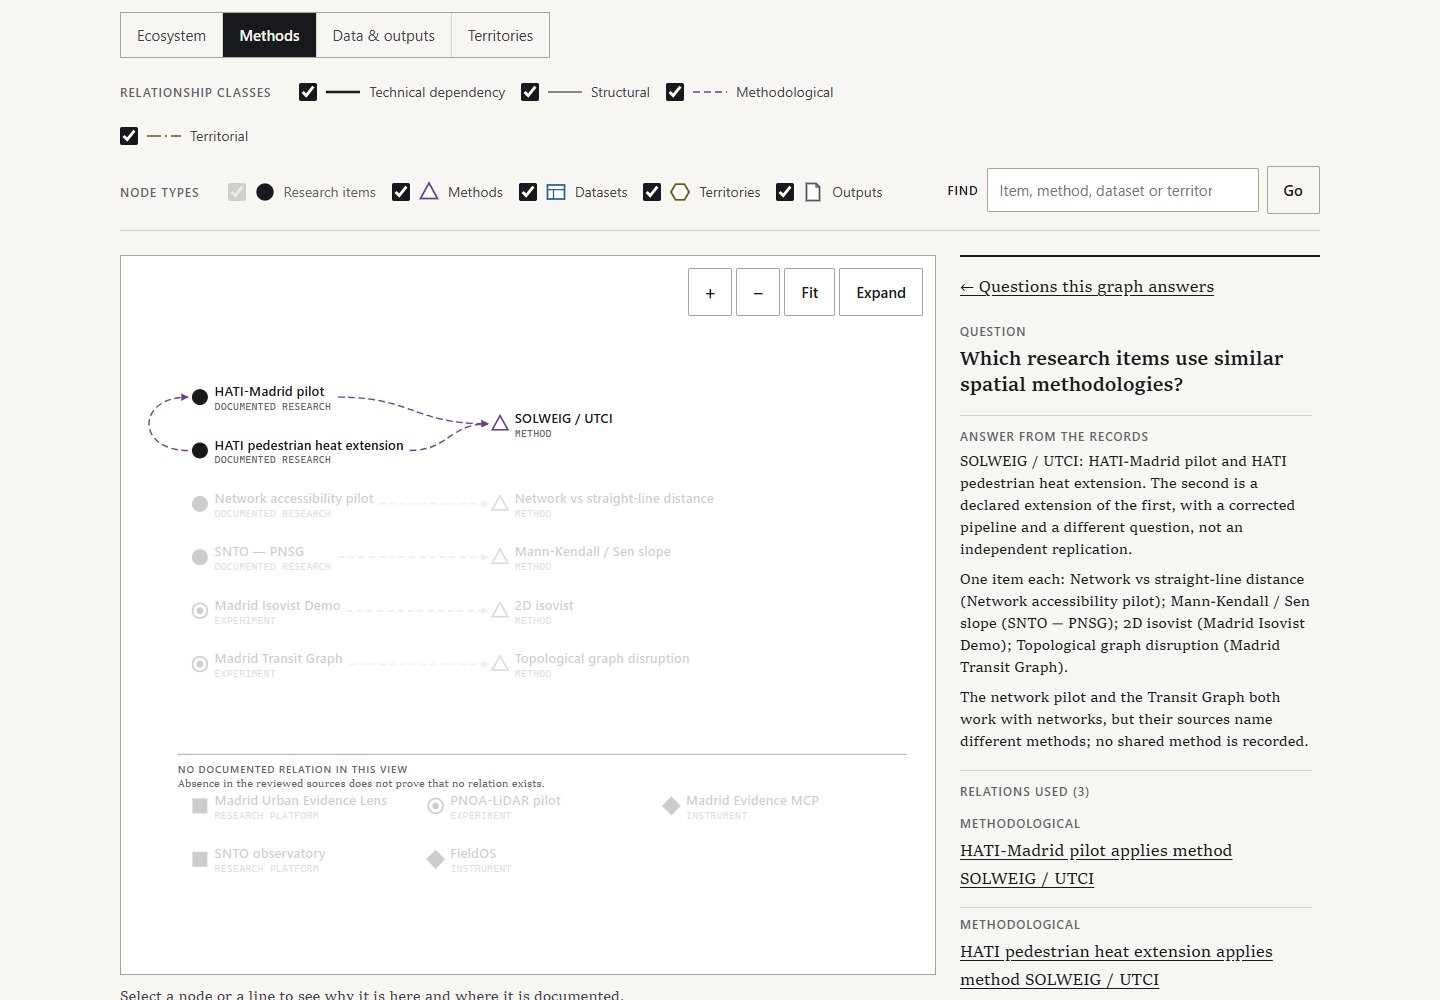 Ecosystem Methods Data & outputs Territories
RELATIONSHIP CLASSES Technical dependency Structural Methodological
Territorial
NODE TYPES Research items Methods Datasets Territories Outputs FIND Item, method, dataset or territor Go
+ − Fit Expand
HATI-Madrid pilot
DOCUMENTED RESEARCH
SOLWEIG / UTCI
METHOD
HATI pedestrian heat extension
DOCUMENTED RESEARCH
Network accessibility pilot
DOCUMENTED RESEARCH
Network vs straight-line distance
METHOD
SNTO — PNSG
DOCUMENTED RESEARCH
Mann-Kendall / Sen slope
METHOD
Madrid Isovist Demo
EXPERIMENT
2D isovist
METHOD
Madrid Transit Graph
EXPERIMENT
Topological graph disruption
METHOD
NO DOCUMENTED RELATION IN THIS VIEW
Absence in the reviewed sources does not prove that no relation exists.
Madrid Urban Evidence Lens
RESEARCH PLATFORM
PNOA-LiDAR pilot
EXPERIMENT
Madrid Evidence MCP
INSTRUMENT
SNTO observatory
RESEARCH PLATFORM
FieldOS
INSTRUMENT
Select a node or a line to see why it is here and where it is documented.
← Questions this graph answers
QUESTION
Which research items use similar
spatial methodologies?
ANSWER FROM THE RECORDS
SOLWEIG / UTCI: HATI-Madrid pilot and HATI
pedestrian heat extension. The second is a
declared extension of the first, with a corrected
pipeline and a different question, not an
independent replication.
One item each: Network vs straight-line distance
(Network accessibility pilot); Mann-Kendall / Sen
slope (SNTO — PNSG); 2D isovist (Madrid Isovist
Demo); Topological graph disruption (Madrid
Transit Graph).
The network pilot and the Transit Graph both
work with networks, but their sources name
different methods; no shared method is recorded.
RELATIONS USED (3)
METHODOLOGICAL
HATI-Madrid pilot applies method
SOLWEIG / UTCI
METHODOLOGICAL
HATI pedestrian heat extension applies
method SOLWEIG / UTCI